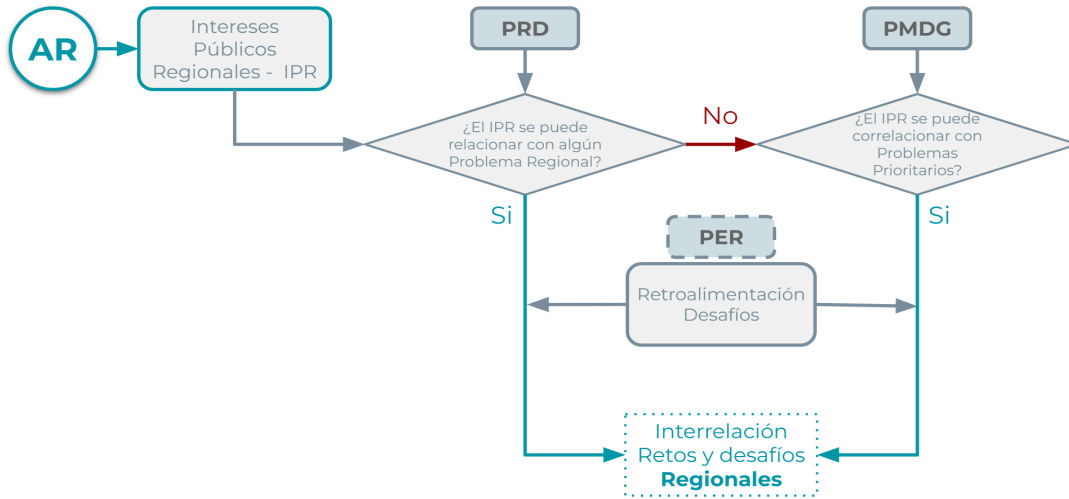 AR
Intereses
Públicos
Regionales - IPR
PRD
PMDG
¿El IPR se puede
relacionar con algún
Problema Regional?
No
¿El IPR se puede
correlacionar con
Problemas
Prioritarios?
Si
Si
PER
Retroalimentación
Desafíos
Interrelación
Retos y desafíos
Regionales